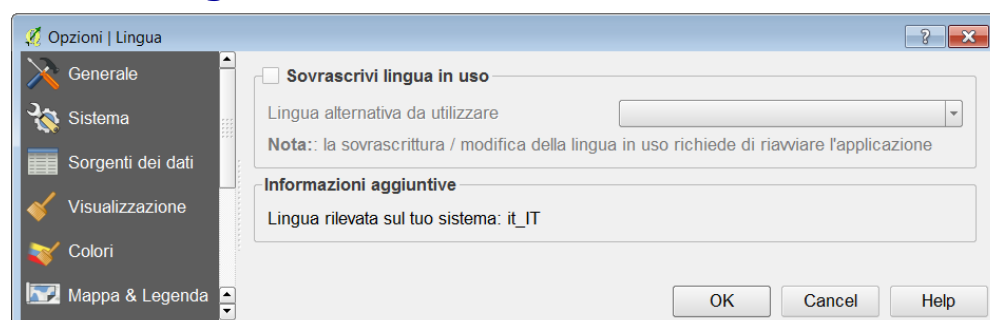 Opzioni | Lingua
Generale
Sistema
Sorgenti dei dati
Visualizzazione
Colori
Mappa & Legenda
Sovrascrivi lingua in uso
Lingua alternativa da utilizzare
Nota:: la sovrascrittura / modifica della lingua in uso richiede di riavviare l'applicazione
Informazioni aggiuntive
Lingua rilevata sul tuo sistema: it_IT
OK Cancel Help